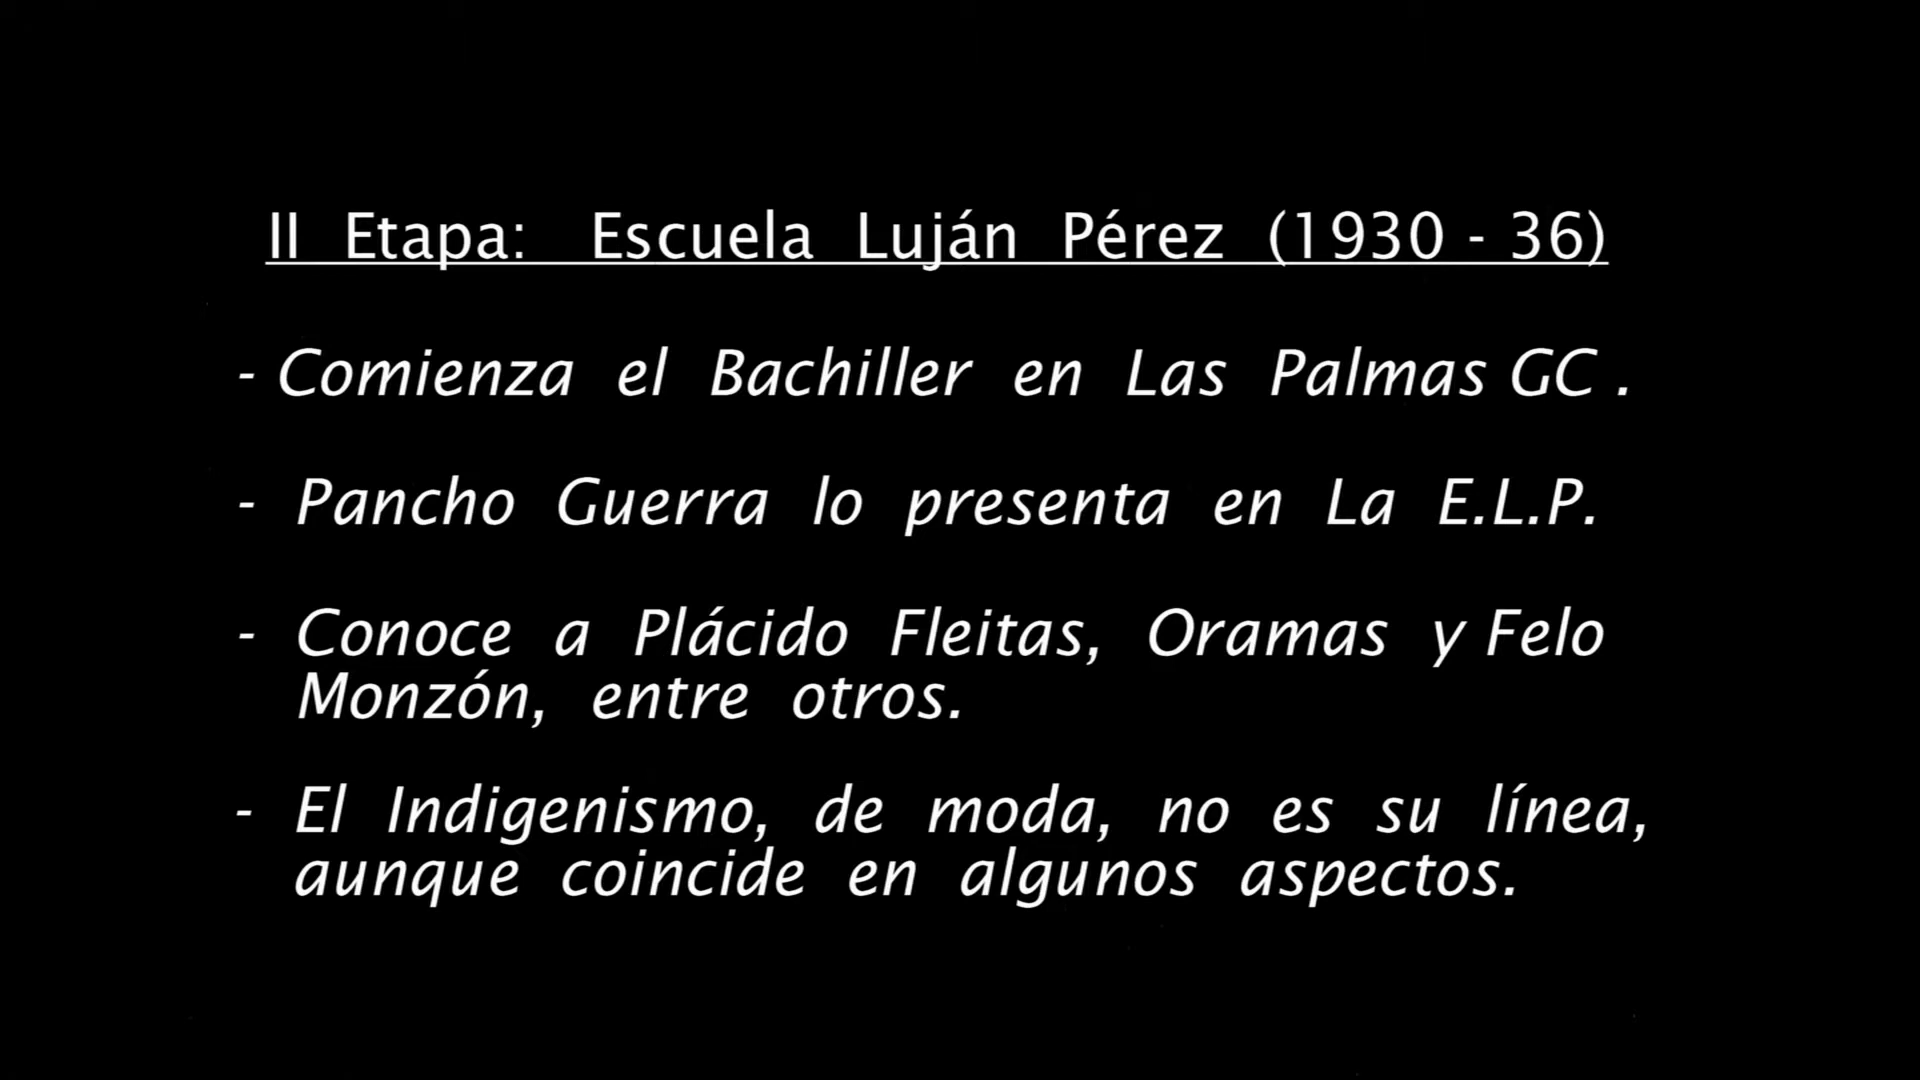 II Etapa: Escuela Luján Pérez (1930 - 36)
- Comienza el Bachiller en Las Palmas GC .
- Pancho Guerra lo presenta en La E.L.P.
- Conoce a Plácido Fleitas, Oramas y Felo
Monzón, entre otros.
- El Indigenismo, de moda, no es su línea,
aunque coincide en algunos aspectos.